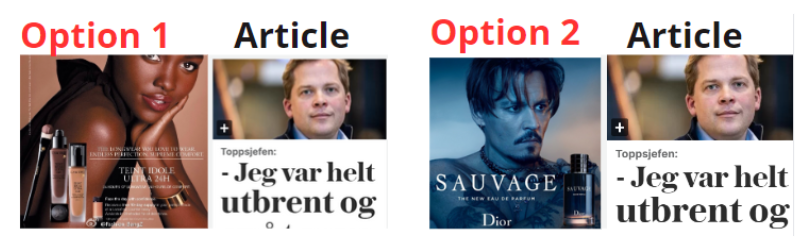 Option 1
Article
TEINT IDOLE
ULTRA 24H
+
Toppsjefen:
- Jeg var helt
utbrent og
Option 2
Article
SAUVAGE
THE NEW EAU DE PARFUM
Dior
SAUVAGE
+
Toppsjefen:
- Jeg var helt
utbrent og